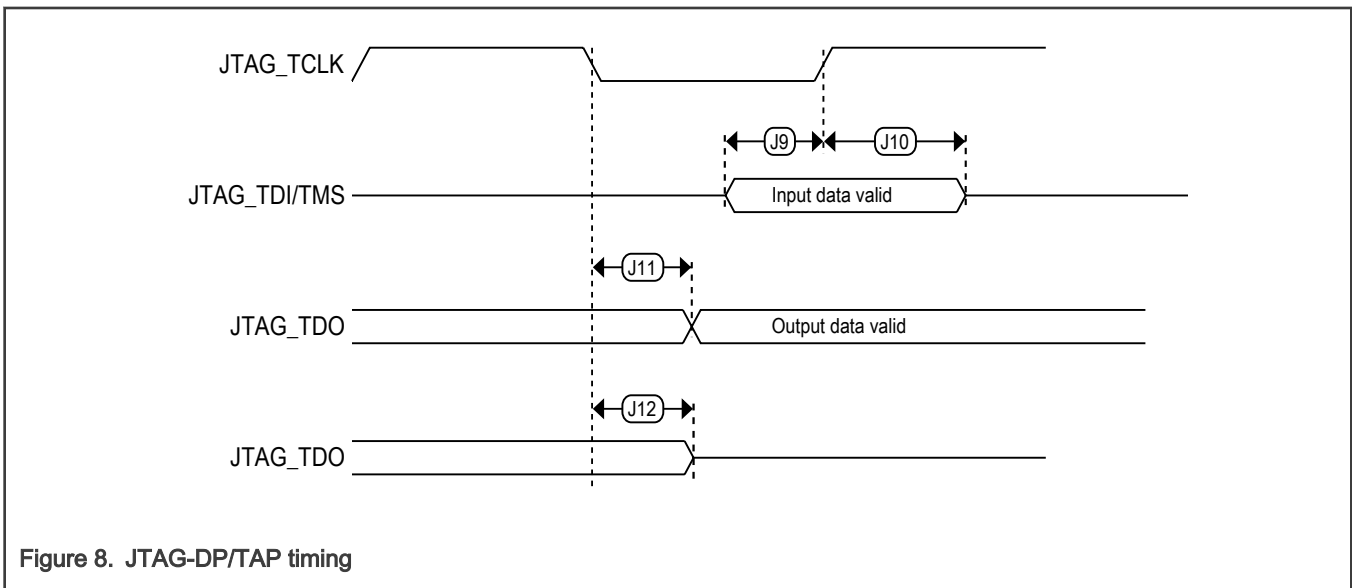 JTAG_TCLK
J9
J10
JTAG_TDI/TMS
Input data valid
J11
JTAG_TDO
Output data valid
J12
JTAG_TDO
Figure 8. JTAG-DP/TAP timing